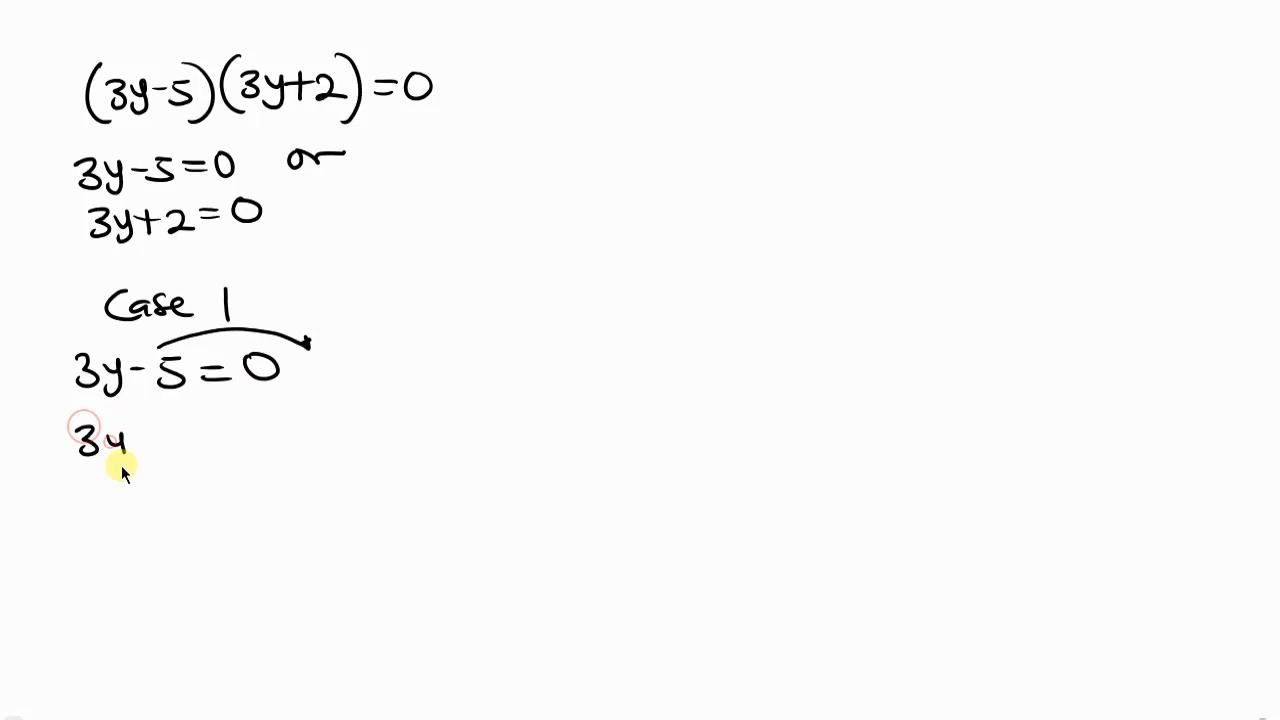 (3y-5)(3y+2)=0
3y-5=0 or
3y+2=0
Case 1
3y-5=0
3y